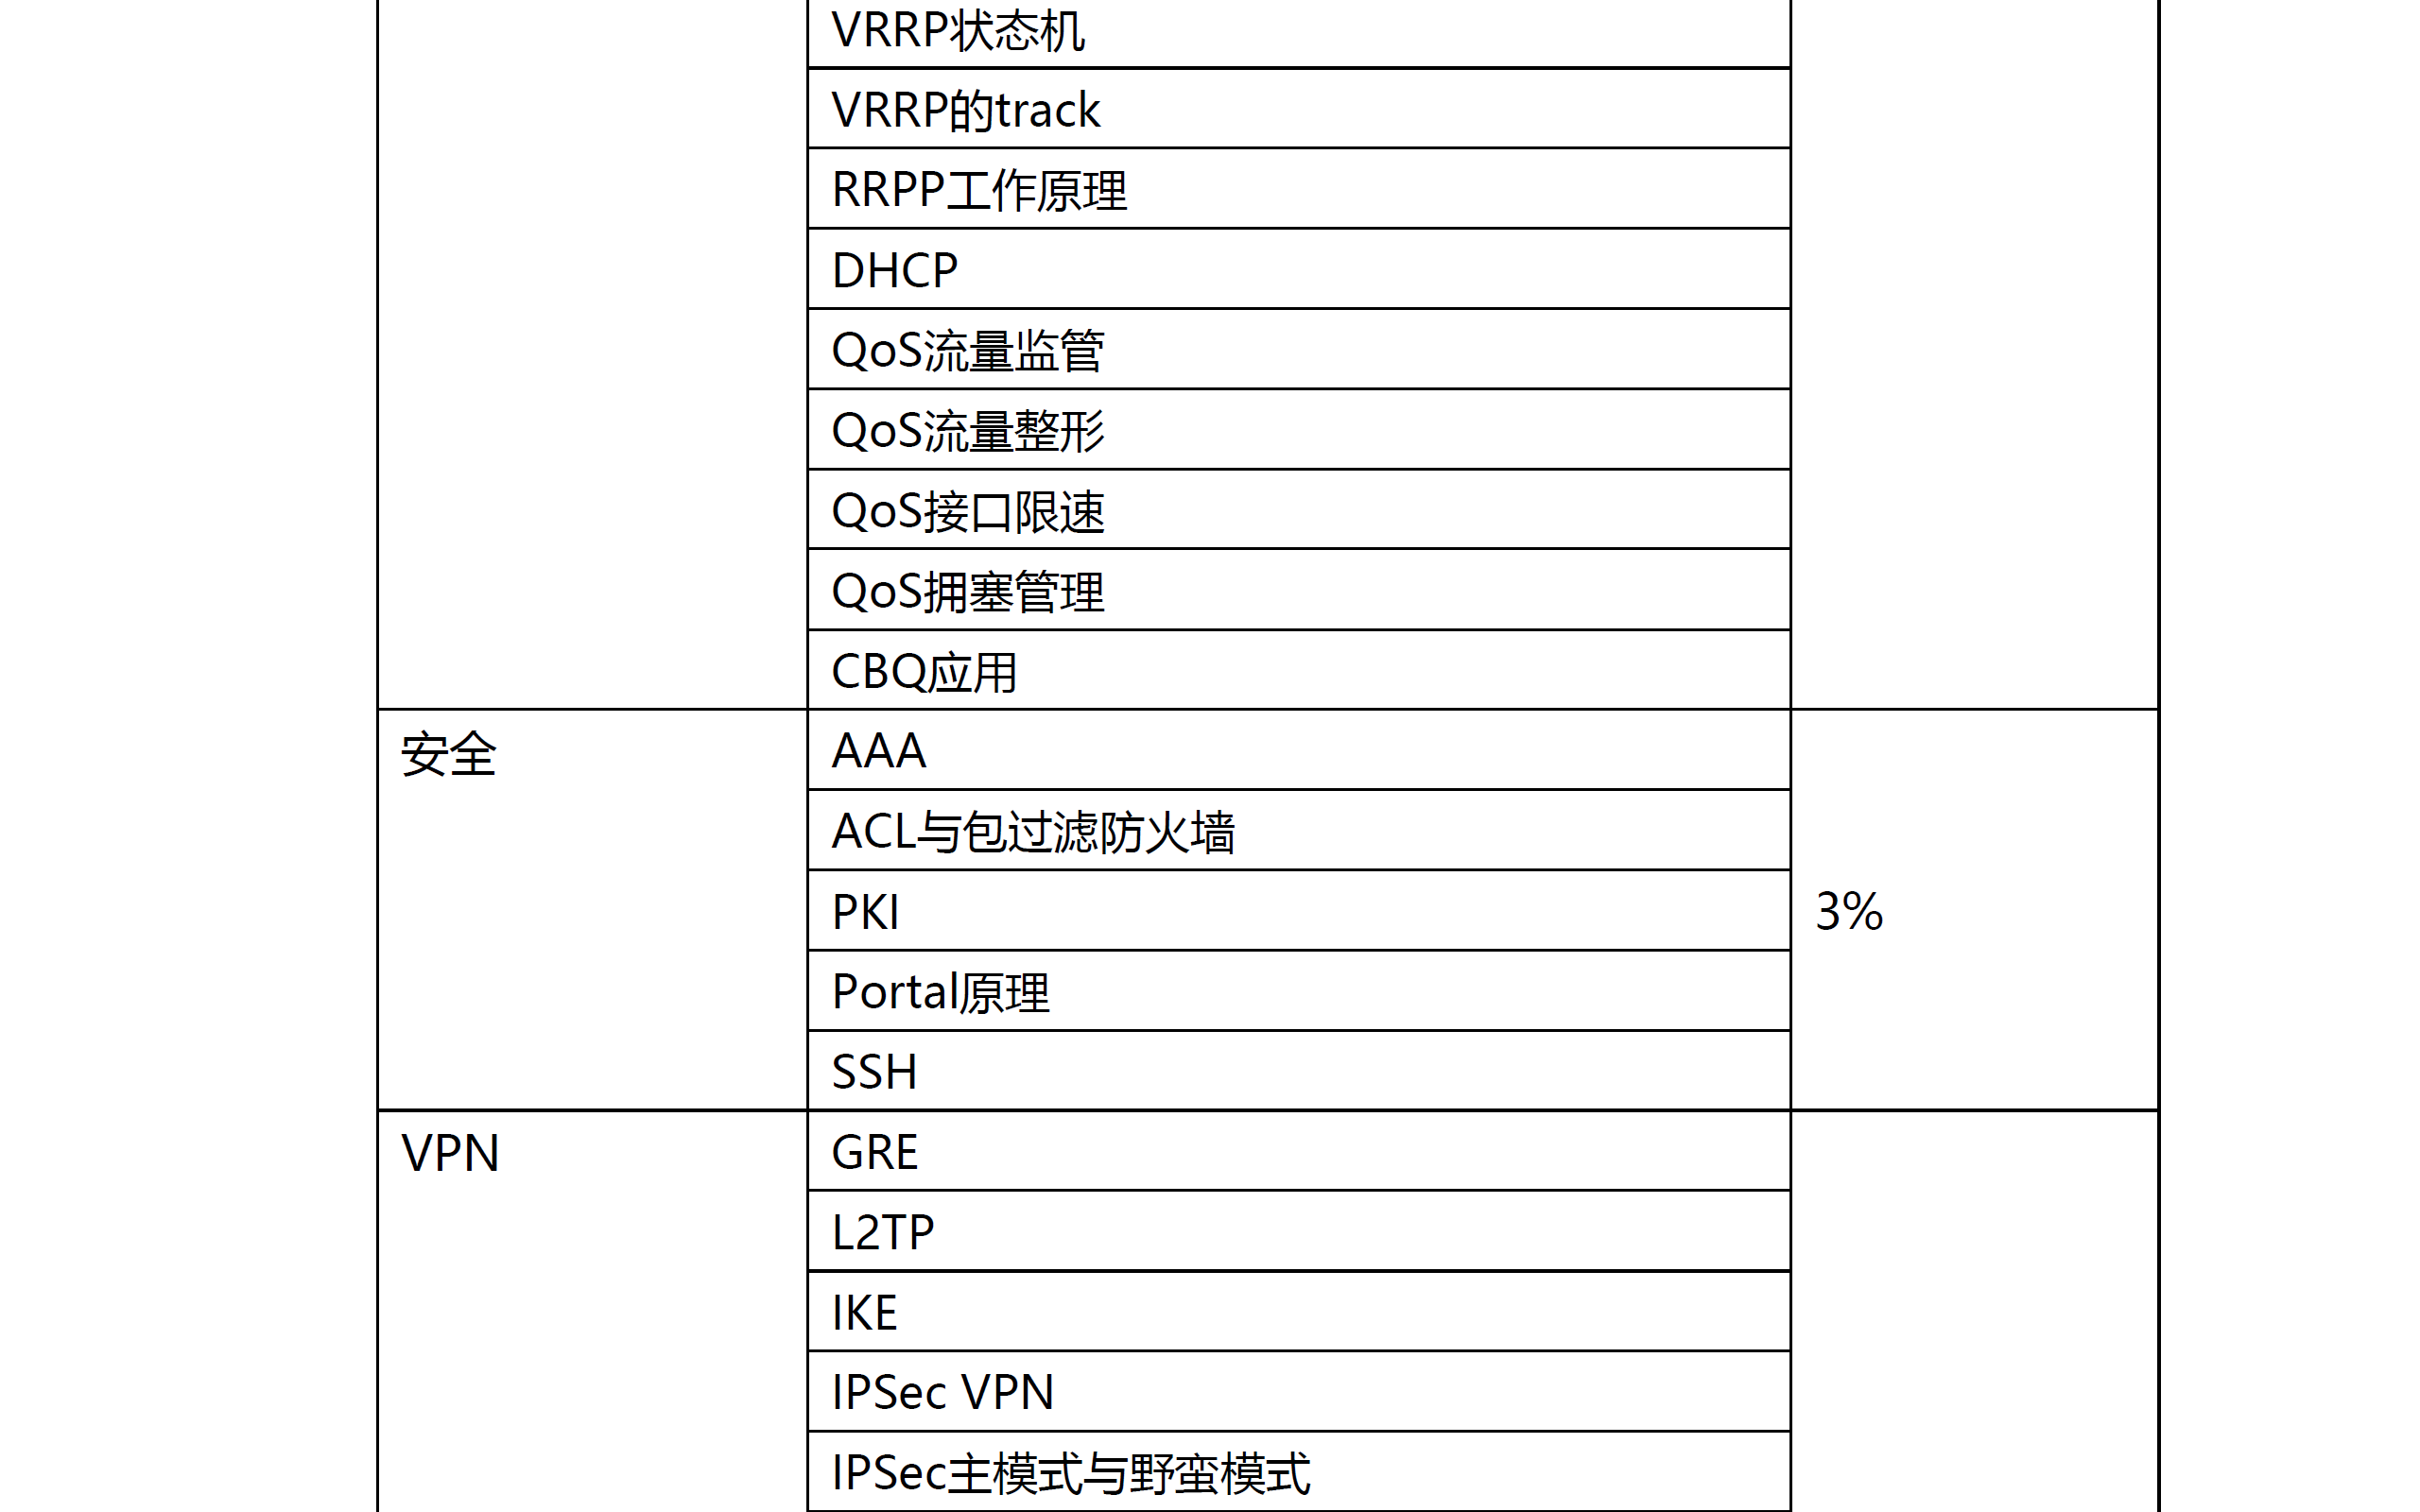 VRRP状态机
VRRP的track
RRPP工作原理
DHCP
QoS流量监管
QoS流量整形
QoS接口限速
QoS拥塞管理
CBQ应用
安全
AAA
ACL与包过滤防火墙
PKI
3%
Portal原理
SSH
VPN
GRE
L2TP
IKE
IPSec VPN
IPSec主模式与野蛮模式